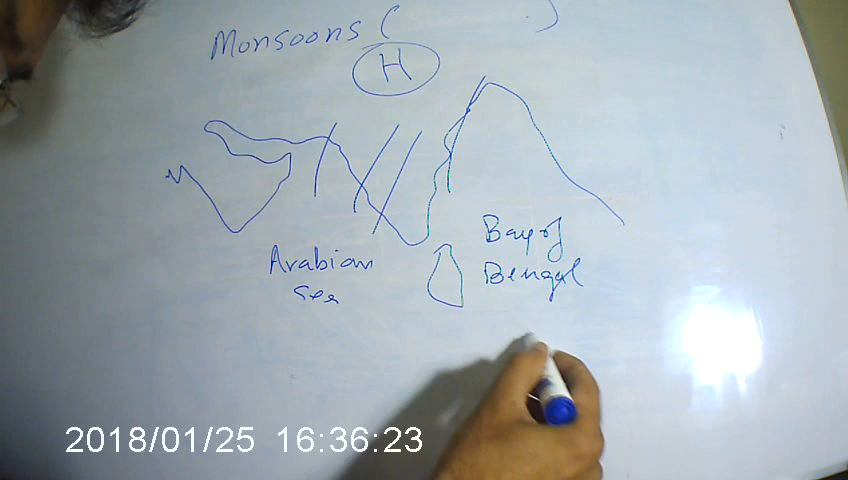 Monsoons ( )
H
Arabian
Sea
Bay of
Bengal
2018/01/25 16:36:23